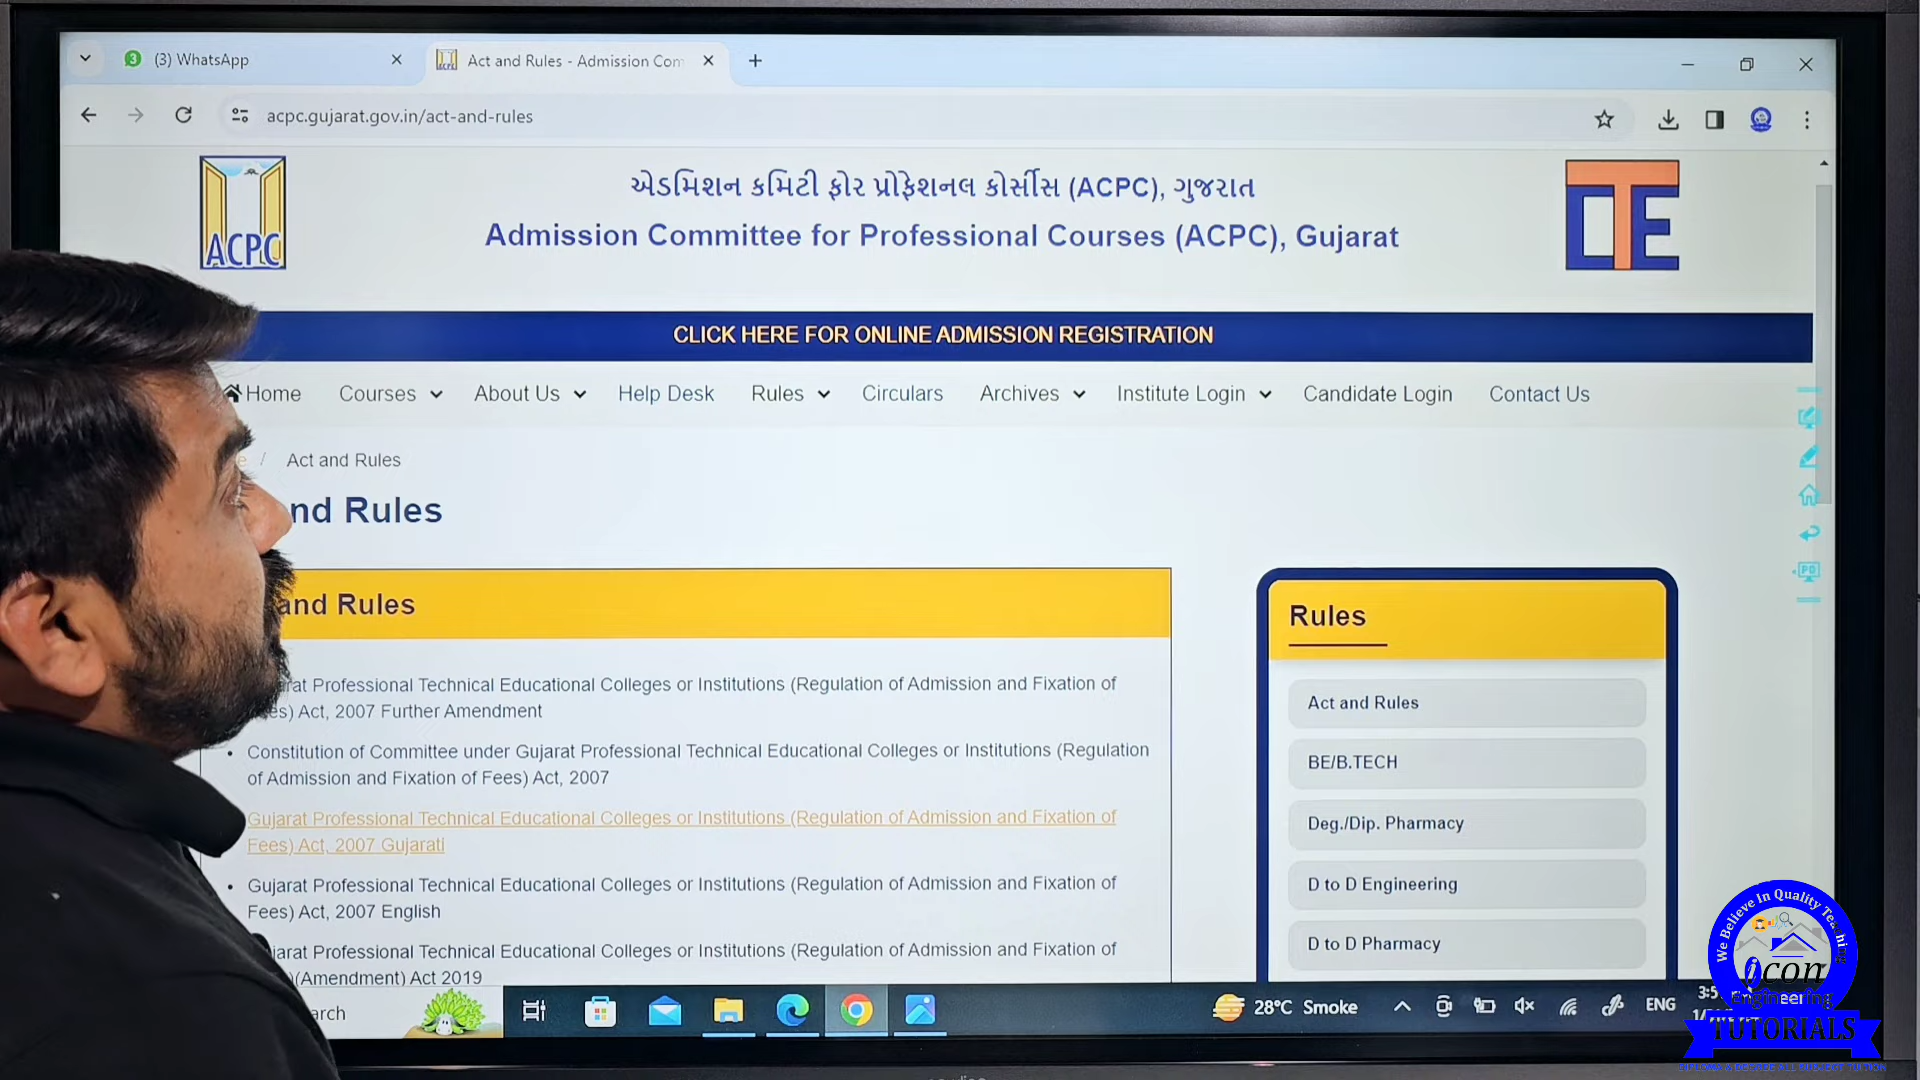 (3) WhatsApp
Act and Rules - Admission Com
acpc.gujarat.gov.in/act-and-rules
ACPC
એડમિશન કમિટી ફોર પ્રોફેશનલ કોર્સીસ (ACPC), ગુજરાત
Admission Committee for Professional Courses (ACPC), Gujarat
CLICK HERE FOR ONLINE ADMISSION REGISTRATION
Home Courses About Us Help Desk Rules Circulars Archives Institute Login Candidate Login Contact Us
/ Act and Rules
nd Rules
and Rules
Rules
rat Professional Technical Educational Colleges or Institutions (Regulation of Admission and Fixation of
es) Act, 2007 Further Amendment
• Constitution of Committee under Gujarat Professional Technical Educational Colleges or Institutions (Regulation
of Admission and Fixation of Fees) Act, 2007
Gujarat Professional Technical Educational Colleges or Institutions (Regulation of Admission and Fixation of
Fees) Act, 2007 Gujarati
• Gujarat Professional Technical Educational Colleges or Institutions (Regulation of Admission and Fixation of
Fees) Act, 2007 English
jarat Professional Technical Educational Colleges or Institutions (Regulation of Admission and Fixation of
)(Amendment) Act 2019
Act and Rules
BE/B.TECH
Deg./Dip. Pharmacy
D to D Engineering
D to D Pharmacy
arch
28°C Smoke
ENG
3:5
We Believe In Quality Teachi
icon
Engineering
TUTORIALS
DIPLOMA & DEGREE ALL SUBJECT TUITION